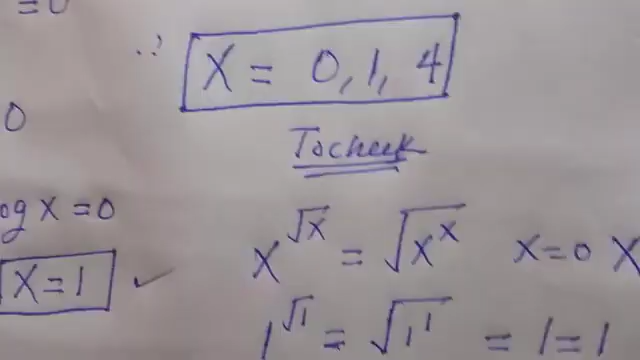 =0
∴ X = 0, 1, 4
0
To check
og X = 0
X^√X = √(X^X) X=0 X
X=1 ✓
1^√1 = √(1^1) = 1=1